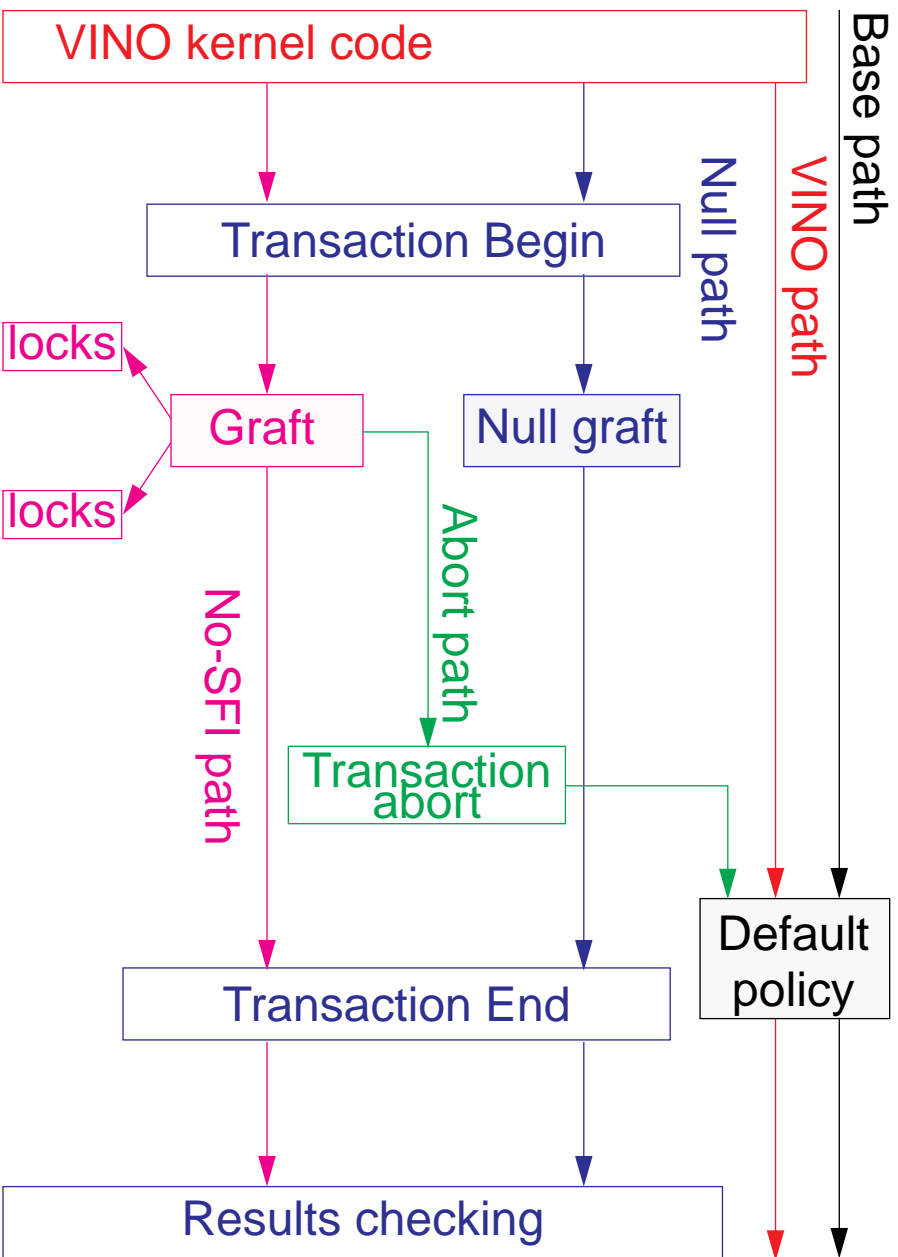 VINO kernel code
Base path
VINO path
Null path
Transaction Begin
locks
Graft
Null graft
locks
Abort path
No-SFI path
Transaction
abort
Default
policy
Transaction End
Results checking